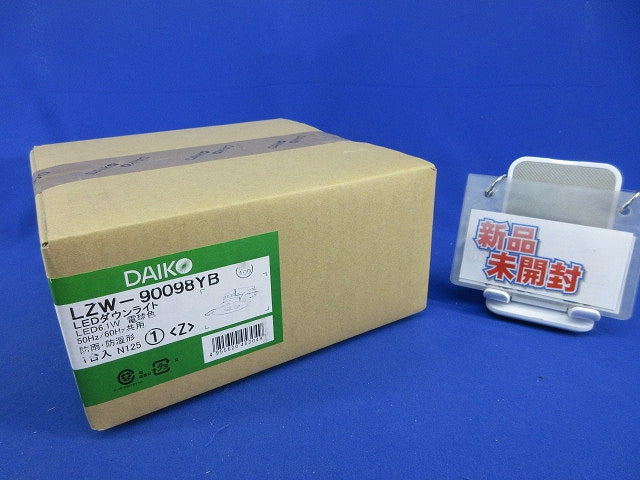 DAIKO
LZW-90098YB
LEDダウンライト
LED6.1W 電球色
50Hz/60Hz共用
防雨・防湿形
1台入 N125 ① <Z>
新品
未開封